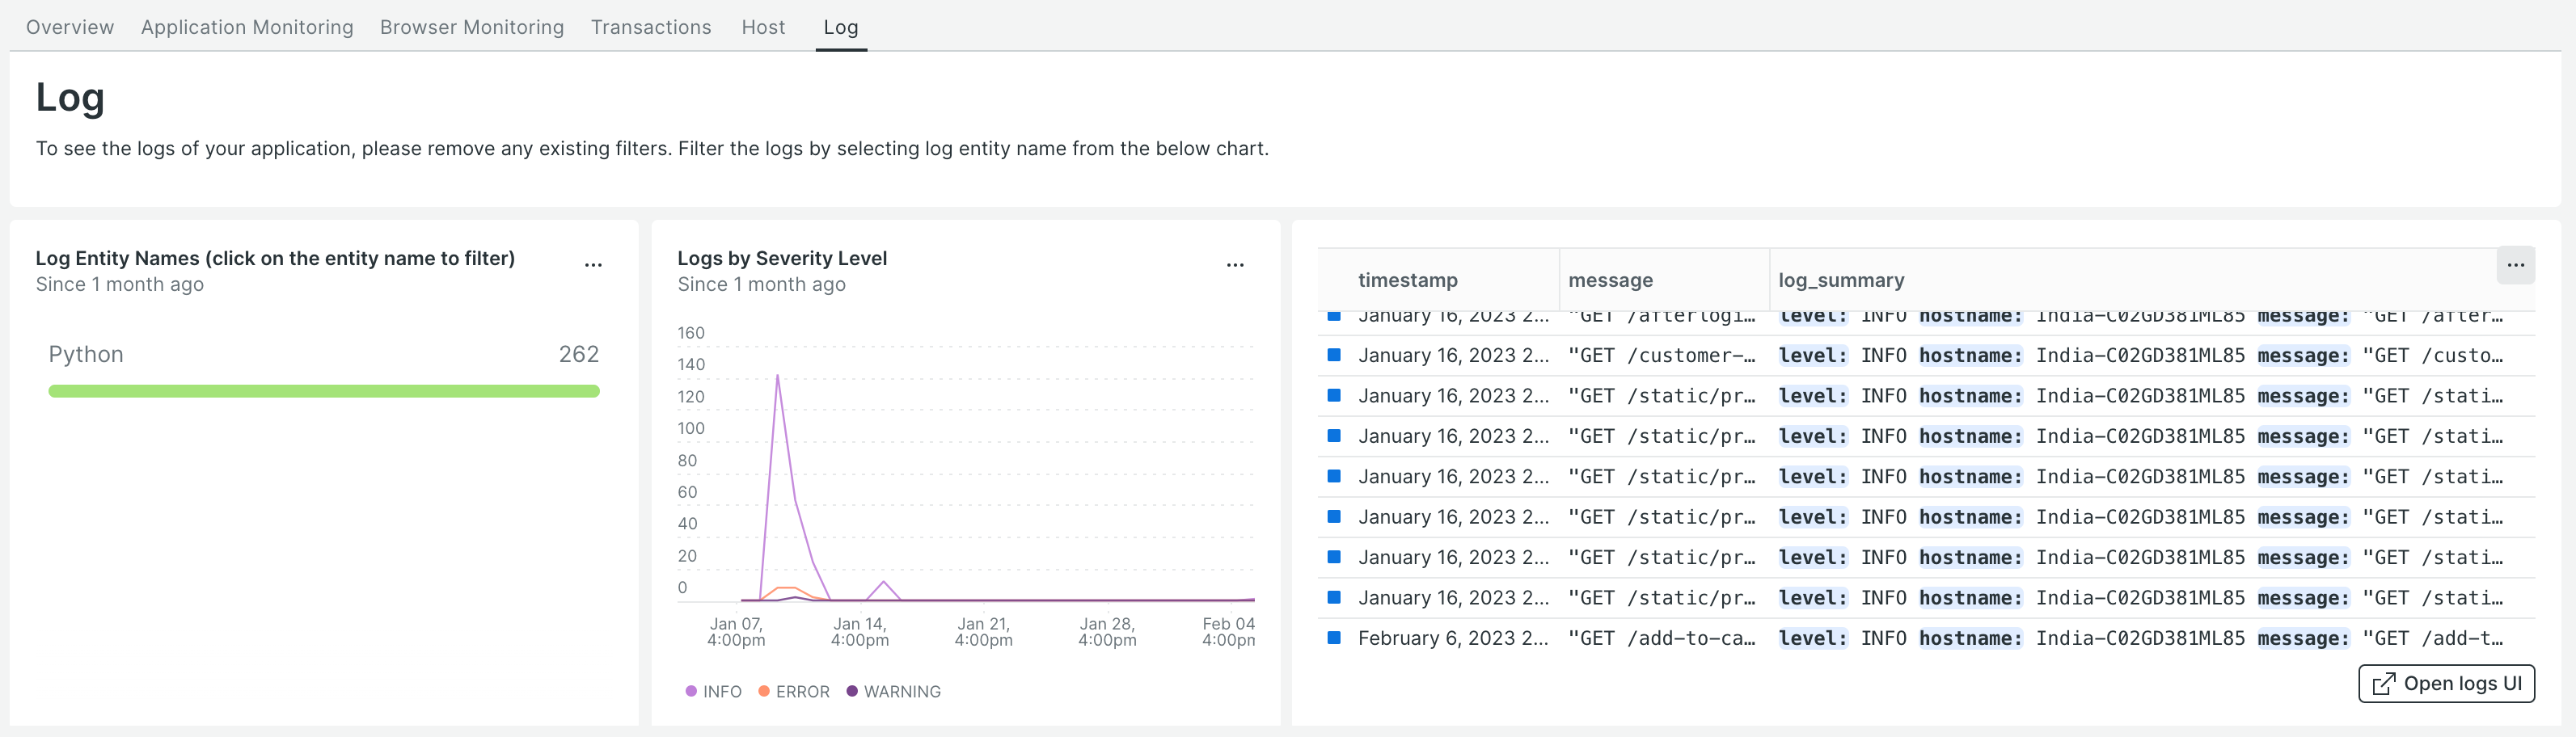 Overview Application Monitoring Browser Monitoring Transactions Host Log
Log
To see the logs of your application, please remove any existing filters. Filter the logs by selecting log entity name from the below chart.
Log Entity Names (click on the entity name to filter)
...
Since 1 month ago
Python 262
Logs by Severity Level
...
Since 1 month ago
160
140
120
100
80
60
40
20
0
Jan 07, 4:00pm
Jan 14, 4:00pm
Jan 21, 4:00pm
Jan 28, 4:00pm
Feb 04 4:00pm
INFO ERROR WARNING
timestamp message log_summary
...
January 16, 2023 2... "GET /afterlogi… level: INFO hostname: India-C02GD381ML85 message: "GET /after…
January 16, 2023 2... "GET /customer-… level: INFO hostname: India-C02GD381ML85 message: "GET /custo…
January 16, 2023 2... "GET /static/pr… level: INFO hostname: India-C02GD381ML85 message: "GET /stati…
January 16, 2023 2... "GET /static/pr… level: INFO hostname: India-C02GD381ML85 message: "GET /stati…
January 16, 2023 2... "GET /static/pr… level: INFO hostname: India-C02GD381ML85 message: "GET /stati…
January 16, 2023 2... "GET /static/pr… level: INFO hostname: India-C02GD381ML85 message: "GET /stati…
January 16, 2023 2... "GET /static/pr… level: INFO hostname: India-C02GD381ML85 message: "GET /stati…
January 16, 2023 2... "GET /static/pr… level: INFO hostname: India-C02GD381ML85 message: "GET /stati…
February 6, 2023 2... "GET /add-to-ca… level: INFO hostname: India-C02GD381ML85 message: "GET /add-t…
Open logs UI